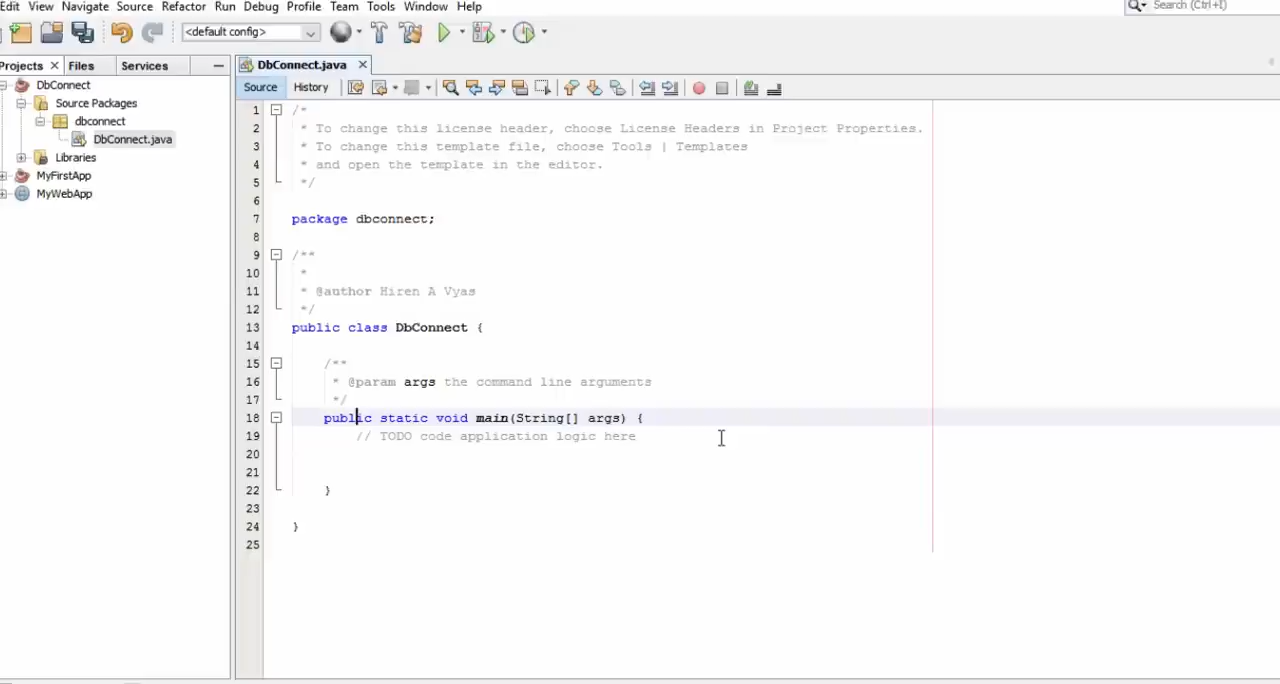 Edit View Navigate Source Refactor Run Debug Profile Team Tools Window Help
Search (Ctrl+I)
<default config>
Projects Files Services
DbConnect.java
DbConnect
Source Packages
dbconnect
DbConnect.java
Libraries
MyFirstApp
MyWebApp
Source History
1 /*
2 * To change this license header, choose License Headers in Project Properties.
3 * To change this template file, choose Tools | Templates
4 * and open the template in the editor.
5 */
6
7 package dbconnect;
8
9 /**
10 *
11 * @author Hiren A Vyas
12 */
13 public class DbConnect {
14
15 /**
16 * @param args the command line arguments
17 */
18 public static void main(String[] args) {
19 // TODO code application logic here
20
21
22 }
23
24 }
25